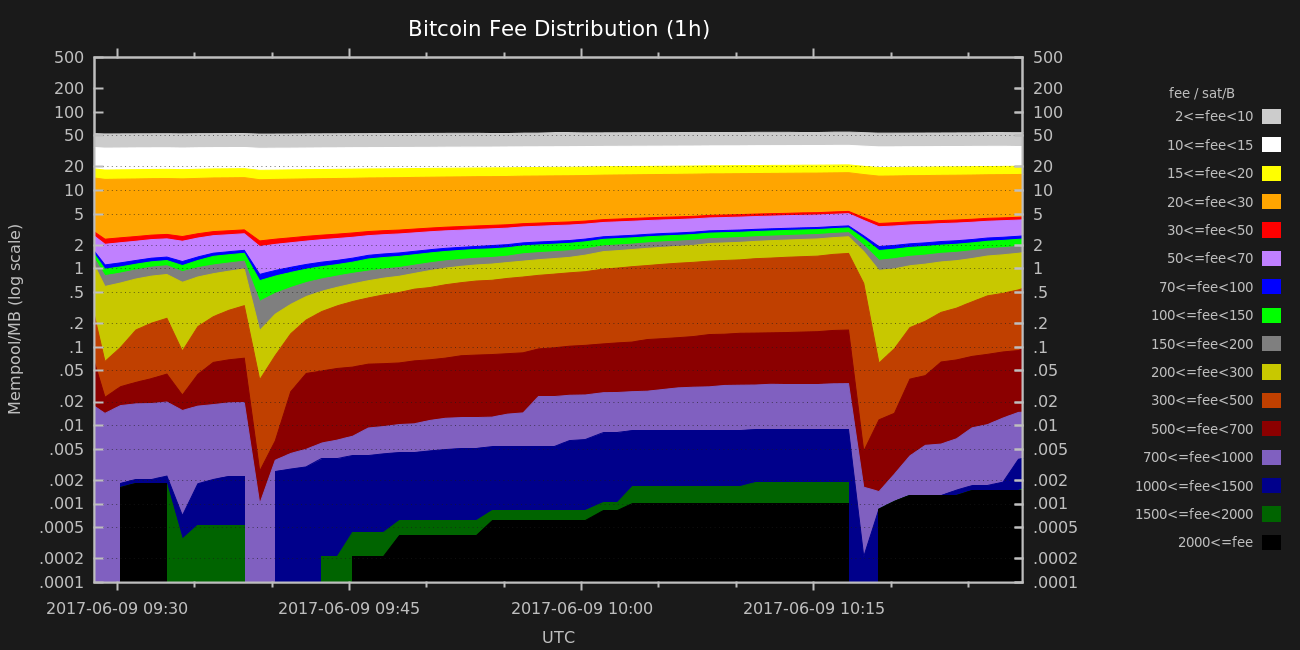 Bitcoin Fee Distribution (1h)
500 500
200 200
100 100
50 50
20 20
10 10
5 5
2 2
1 1
.5 .5
.2 .2
.1 .1
.05 .05
.02 .02
.01 .01
.005 .005
.002 .002
.001 .001
.0005 .0005
.0002 .0002
.0001 .0001
Mempool/MB (log scale)
2017-06-09 09:30 2017-06-09 09:45 2017-06-09 10:00 2017-06-09 10:15
UTC
fee / sat/B
2<=fee<10
10<=fee<15
15<=fee<20
20<=fee<30
30<=fee<50
50<=fee<70
70<=fee<100
100<=fee<150
150<=fee<200
200<=fee<300
300<=fee<500
500<=fee<700
700<=fee<1000
1000<=fee<1500
1500<=fee<2000
2000<=fee